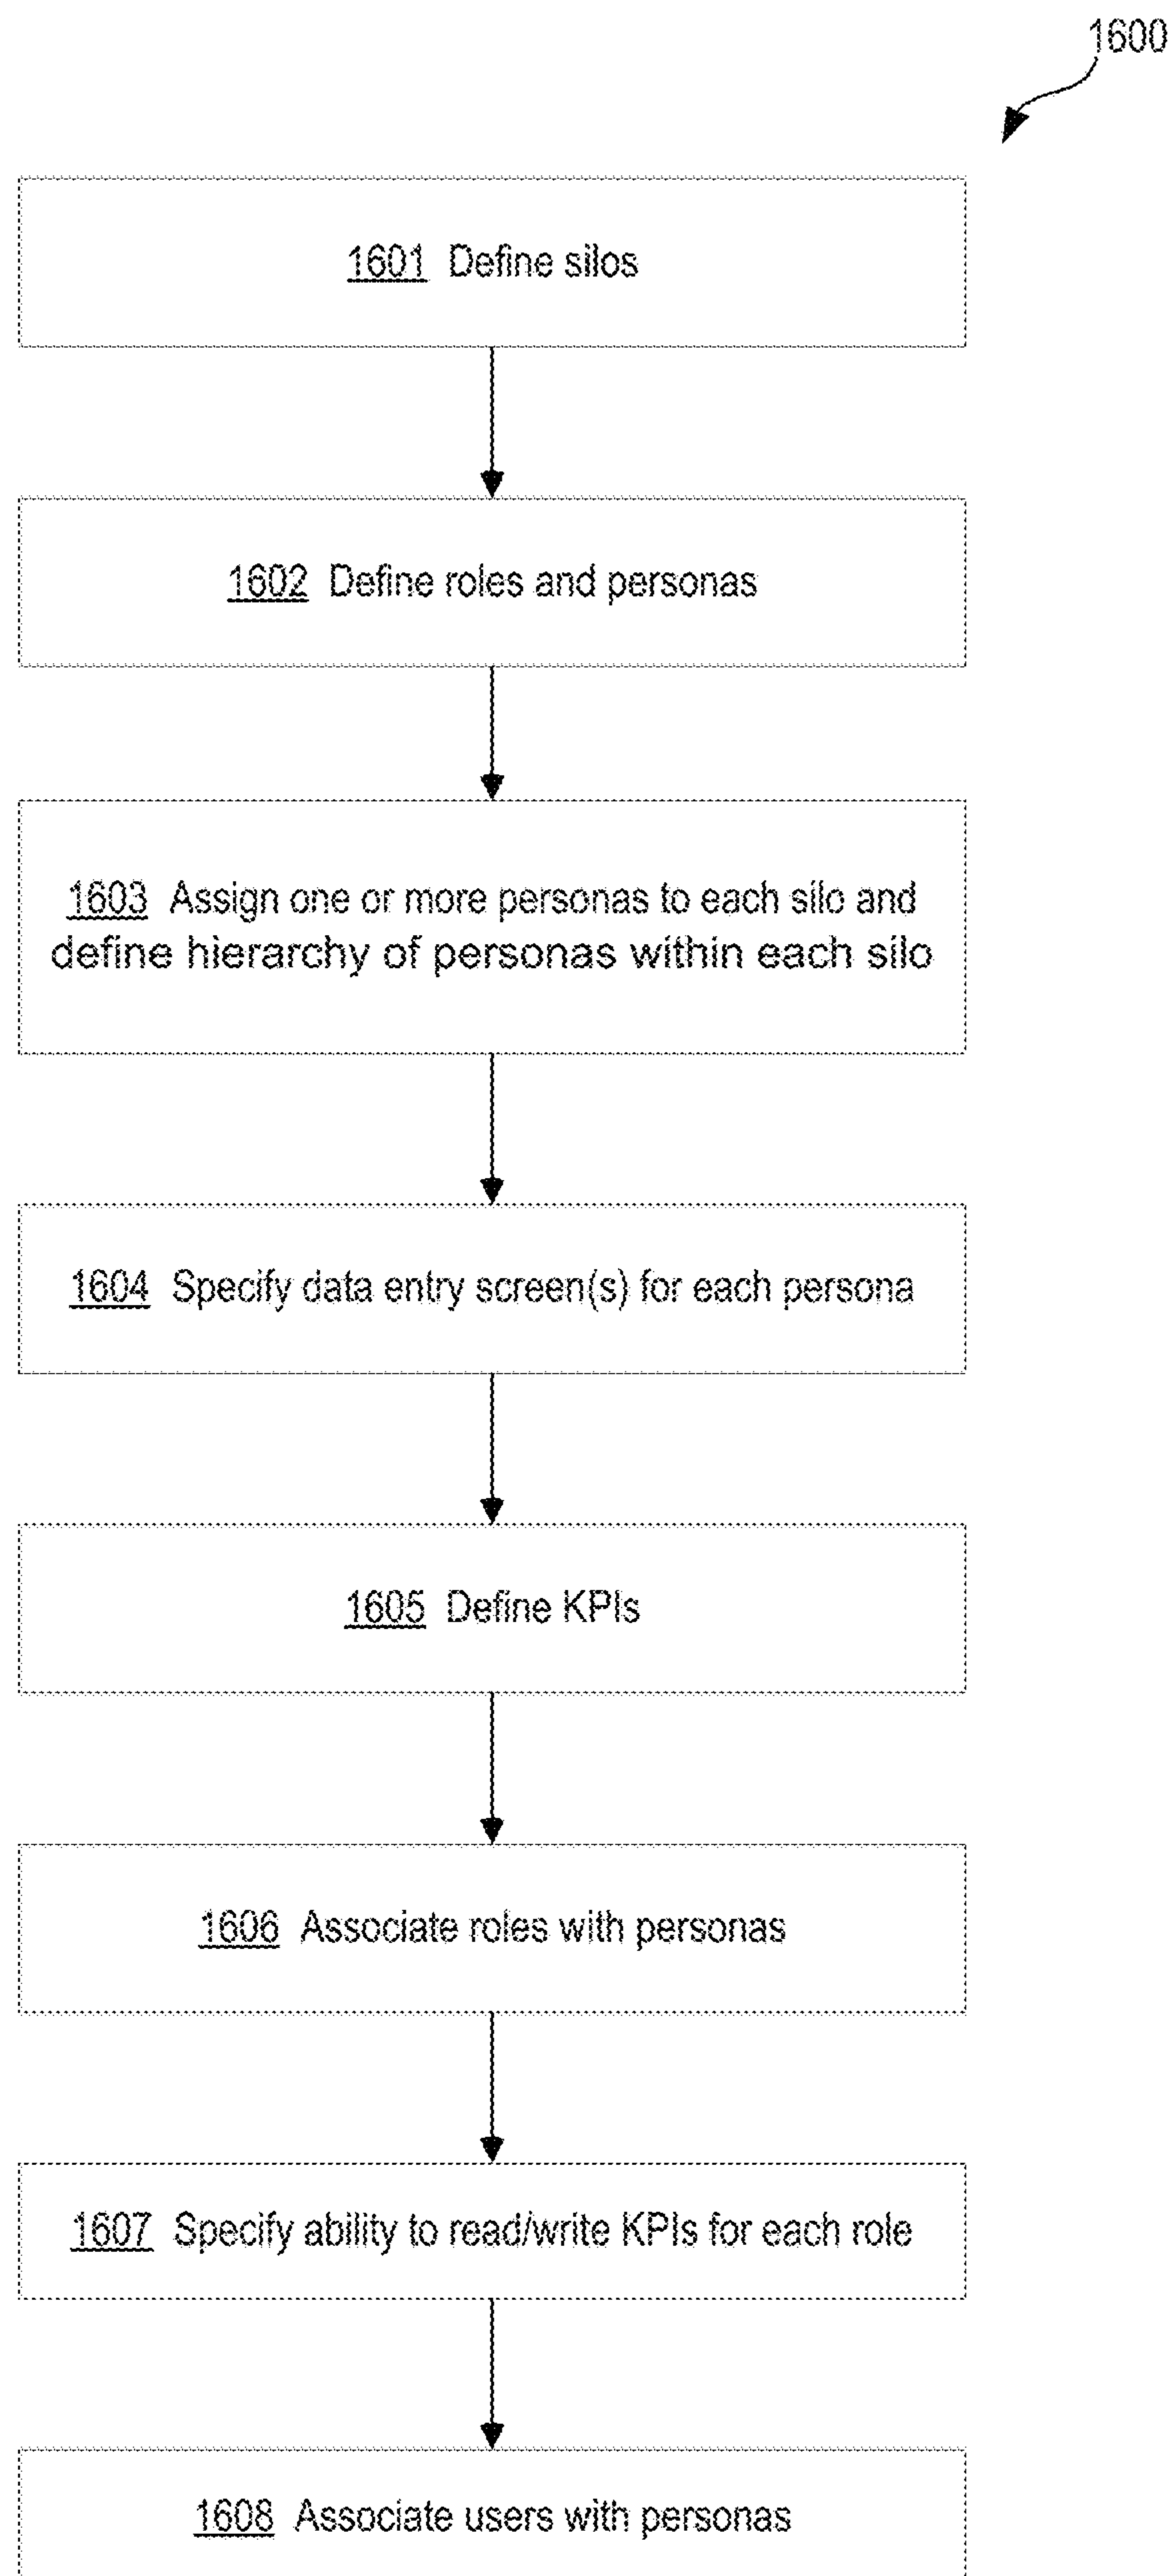 1600
1601 Define silos
1602 Define roles and personas
1603 Assign one or more personas to each silo and
define hierarchy of personas within each silo
1604 Specify data entry screen(s) for each persona
1605 Define KPIs
1606 Associate roles with personas
1607 Specify ability to read/write KPIs for each role
1608 Associate users with personas